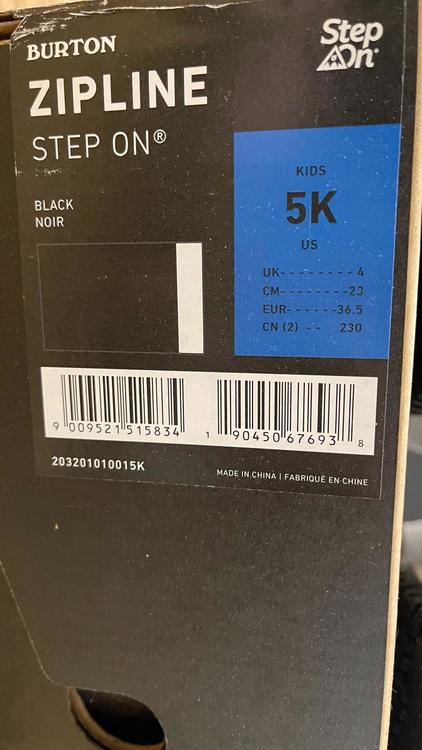 BURTON
Step On
ZIPLINE
STEP ON®
BLACK
NOIR
KIDS
5K
US
UK- - - - - - - - 4
CM- - - - - - - -23
EUR- - - - - -36.5
CN (2) - - 230
9 009521 515834
1 90450 67693 8
203201010015K
MADE IN CHINA | FABRIQUÉ EN CHINE